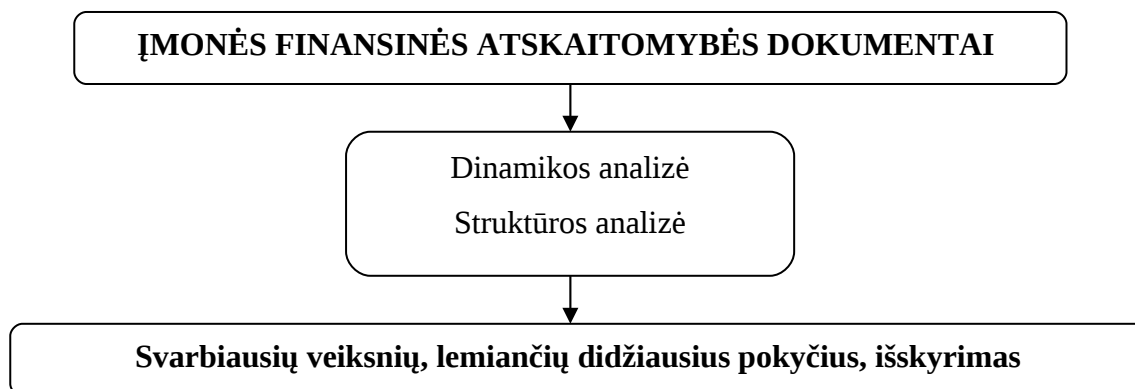 ĮMONĖS FINANSINĖS ATSKAITOMYBĖS DOKUMENTAI
Dinamikos analizė
Struktūros analizė
Svarbiausių veiksnių, lemiančių didžiausius pokyčius, išskyrimas